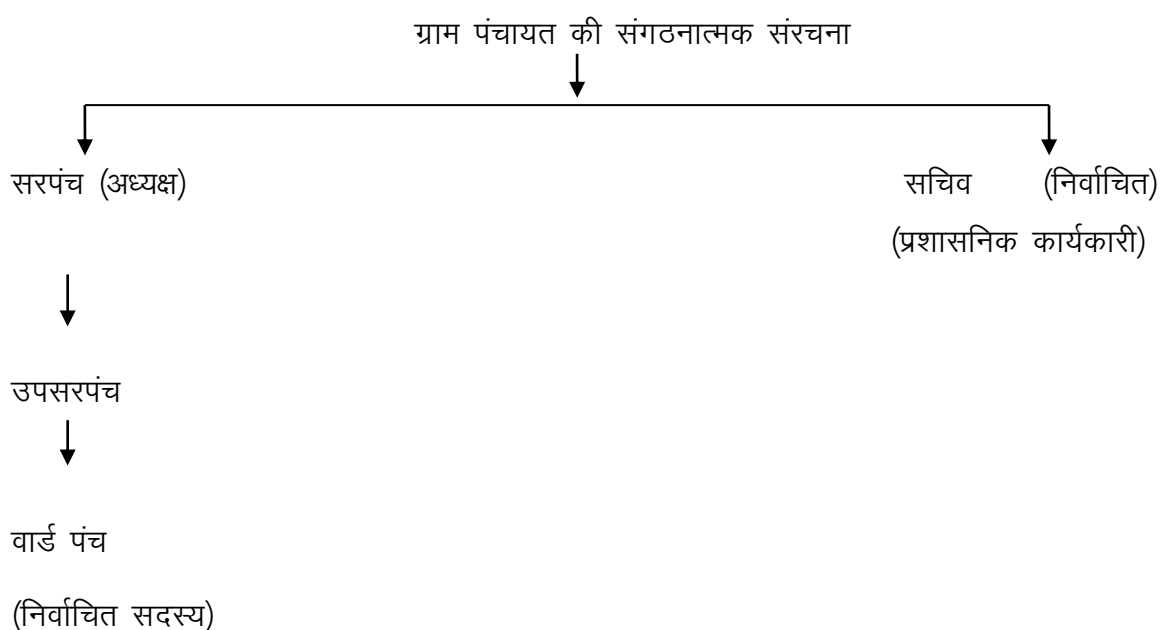 ग्राम पंचायत की संगठनात्मक संरचना
सरपंच (अध्यक्ष) सचिव (निर्वाचित)
(प्रशासनिक कार्यकारी)
उपसरपंच
वार्ड पंच
(निर्वाचित सदस्य)